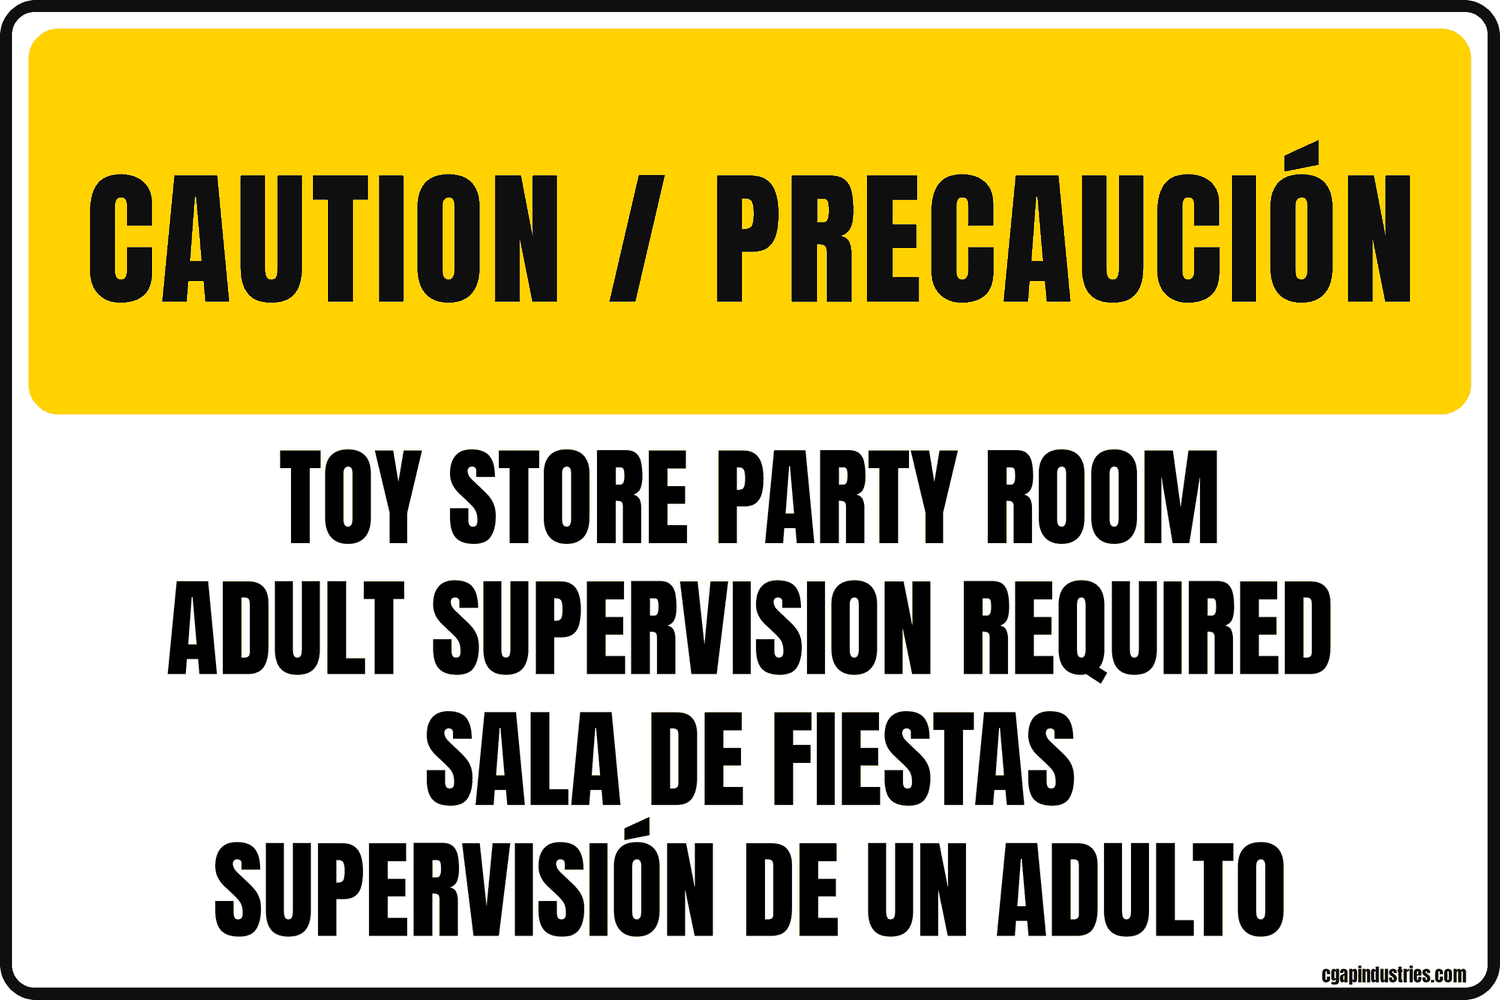 CAUTION / PRECAUCIÓN
TOY STORE PARTY ROOM
ADULT SUPERVISION REQUIRED
SALA DE FIESTAS
SUPERVISIÓN DE UN ADULTO
cgapindustries.com